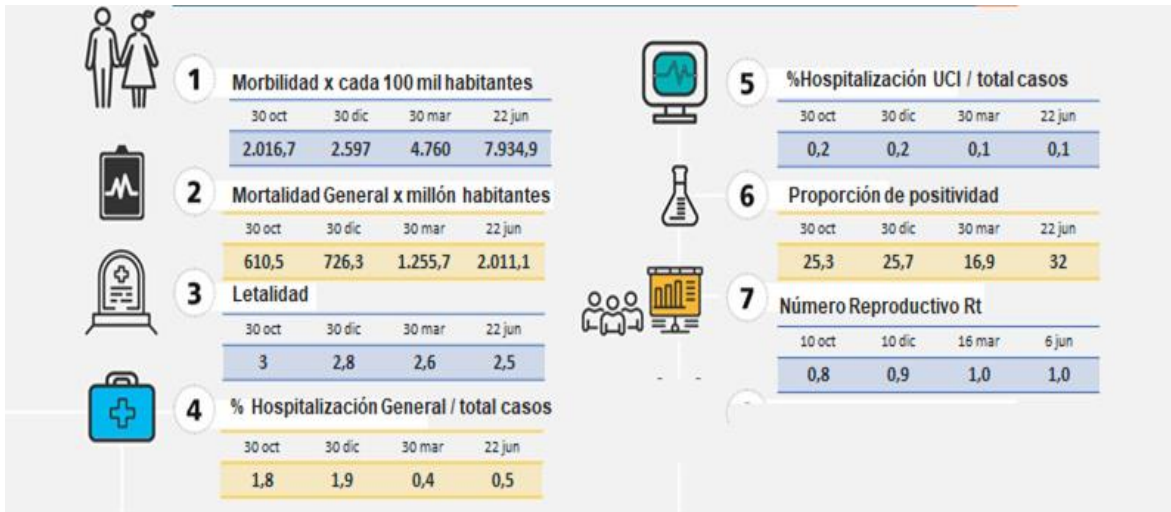 1 Morbilidad x cada 100 mil habitantes
30 oct 30 dic 30 mar 22 jun
2.016,7 2.597 4.760 7.934,9
2 Mortalidad General x millón habitantes
30 oct 30 dic 30 mar 22 jun
610,5 726,3 1.255,7 2.011,1
3 Letalidad
30 oct 30 dic 30 mar 22 jun
3 2,8 2,6 2,5
4 % Hospitalización General / total casos
30 oct 30 dic 30 mar 22 jun
1,8 1,9 0,4 0,5
5 %Hospitalización UCI / total casos
30 oct 30 dic 30 mar 22 jun
0,2 0,2 0,1 0,1
6 Proporción de positividad
30 oct 30 dic 30 mar 22 jun
25,3 25,7 16,9 32
7 Número Reproductivo Rt
10 oct 10 dic 16 mar 6 jun
0,8 0,9 1,0 1,0